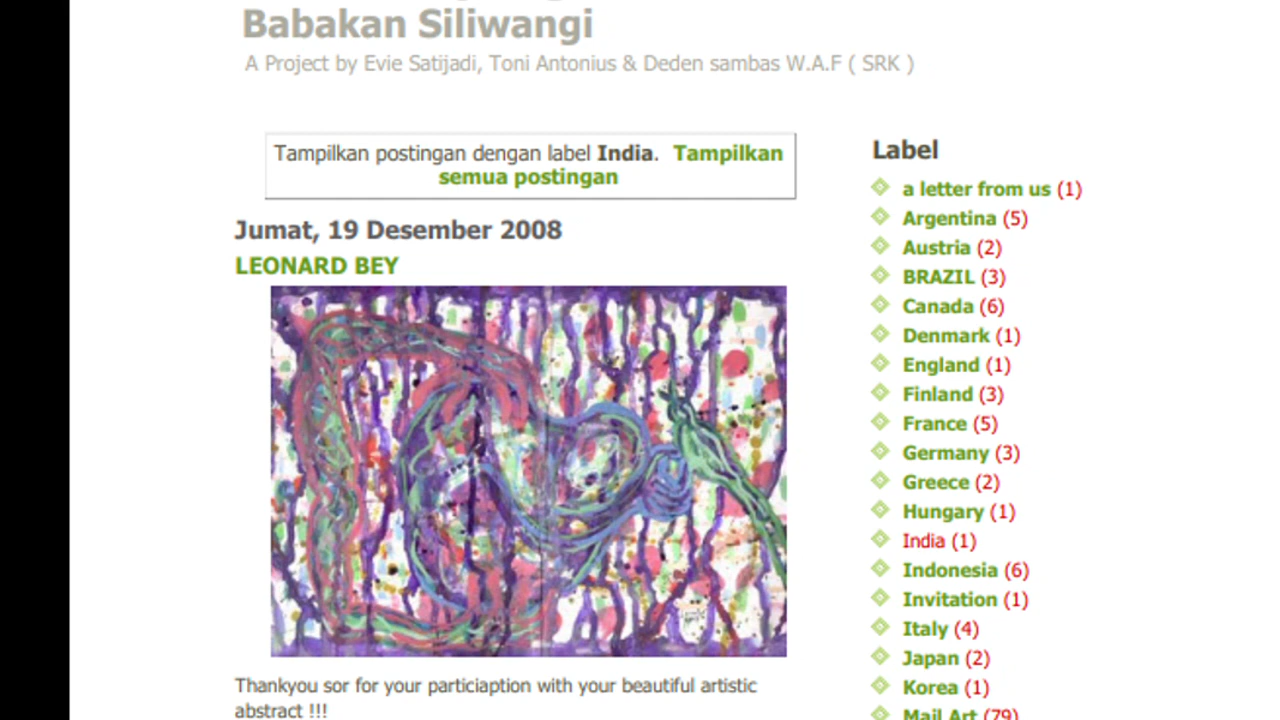 Babakan Siliwangi
A Project by Evie Satijadi, Toni Antonius & Deden sambas W.A.F ( SRK )
Tampilkan postingan dengan label India. Tampilkan
semua postingan
Jumat, 19 Desember 2008
LEONARD BEY
Thankyou sor for your particiaption with your beautiful artistic
abstract !!!
Label
a letter from us (1)
Argentina (5)
Austria (2)
BRAZIL (3)
Canada (6)
Denmark (1)
England (1)
Finland (3)
France (5)
Germany (3)
Greece (2)
Hungary (1)
India (1)
Indonesia (6)
Invitation (1)
Italy (4)
Japan (2)
Korea (1)
Mail Art (79)